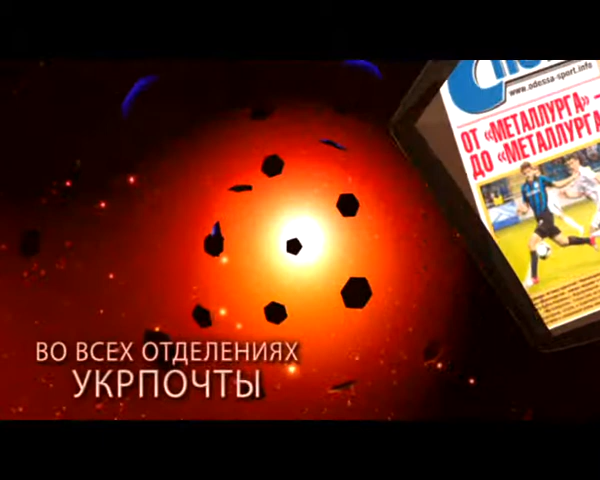 www.odessa-sport.info
ОТ «МЕТАЛЛУРГА» –
ДО «МЕТАЛЛУРГА
ВО ВСЕХ ОТДЕЛЕНИЯХ
УКРПОЧТЫ